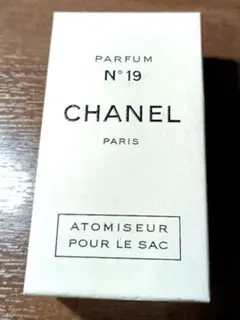 PARFUM
N° 19
CHANEL
PARIS
ATOMISEUR
POUR LE SAC